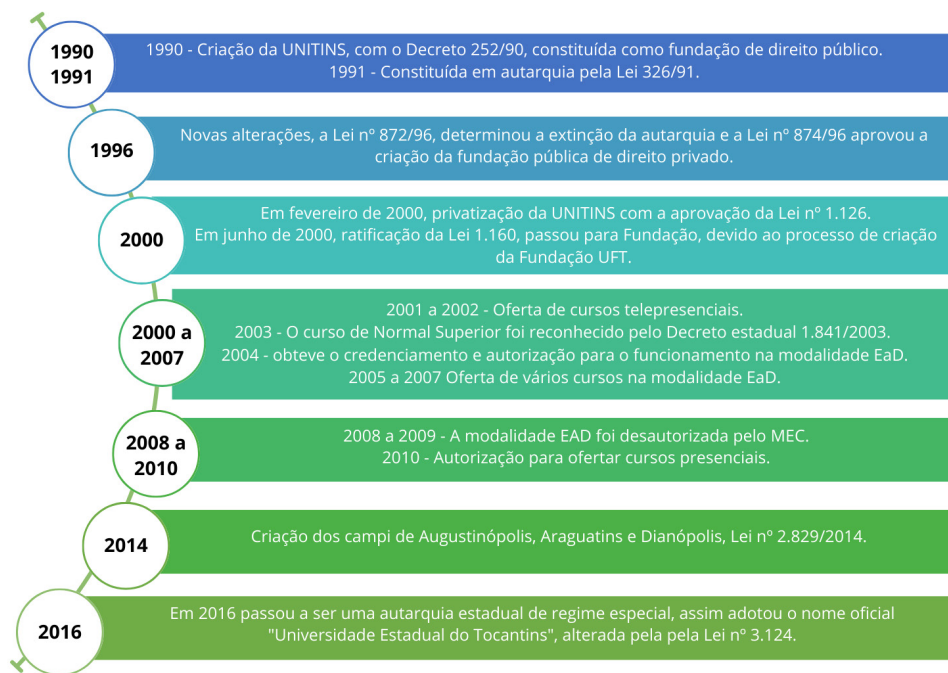 1990
1991
1990 - Criação da UNITINS, com o Decreto 252/90, constituída como fundação de direito público.
1991 - Constituída em autarquia pela Lei 326/91.
1996
Novas alterações, a Lei nº 872/96, determinou a extinção da autarquia e a Lei nº 874/96 aprovou a
criação da fundação pública de direito privado.
2000
Em fevereiro de 2000, privatização da UNITINS com a aprovação da Lei nº 1.126.
Em junho de 2000, ratificação da Lei 1.160, passou para Fundação, devido ao processo de criação
da Fundação UFT.
2000 a
2007
2001 a 2002 - Oferta de cursos telepresenciais.
2003 - O curso de Normal Superior foi reconhecido pelo Decreto estadual 1.841/2003.
2004 - obteve o credenciamento e autorização para o funcionamento na modalidade EaD.
2005 a 2007 Oferta de vários cursos na modalidade EaD.
2008 a
2010
2008 a 2009 - A modalidade EAD foi desautorizada pelo MEC.
2010 - Autorização para ofertar cursos presenciais.
2014
Criação dos campi de Augustinópolis, Araguatins e Dianópolis, Lei nº 2.829/2014.
2016
Em 2016 passou a ser uma autarquia estadual de regime especial, assim adotou o nome oficial
"Universidade Estadual do Tocantins", alterada pela pela Lei nº 3.124.